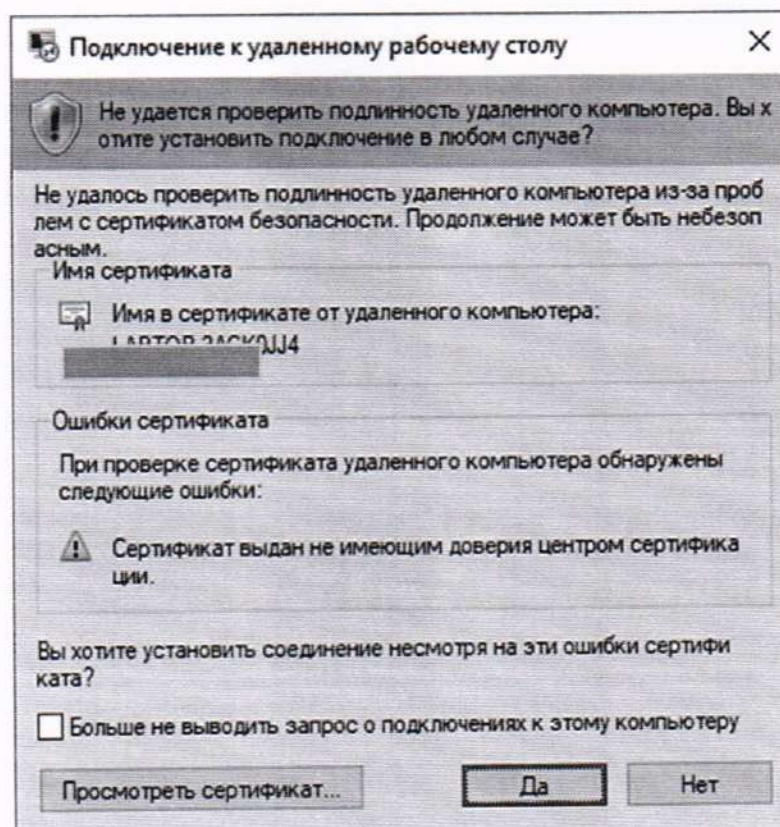 Подключение к удаленному рабочему столу
Не удается проверить подлинность удаленного компьютера. Вы х
отите установить подключение в любом случае?
Не удалось проверить подлинность удаленного компьютера из-за проб
лем с сертификатом безопасности. Продолжение может быть небезоп
асным.
Имя сертификата
Имя в сертификате от удаленного компьютера:
Ошибки сертификата
При проверке сертификата удаленного компьютера обнаружены
следующие ошибки:
Сертификат выдан не имеющим доверия центром сертифика
ции.
Вы хотите установить соединение несмотря на эти ошибки сертифи
ката?
Больше не выводить запрос о подключениях к этому компьютеру
Просмотреть сертификат...
Да
Нет